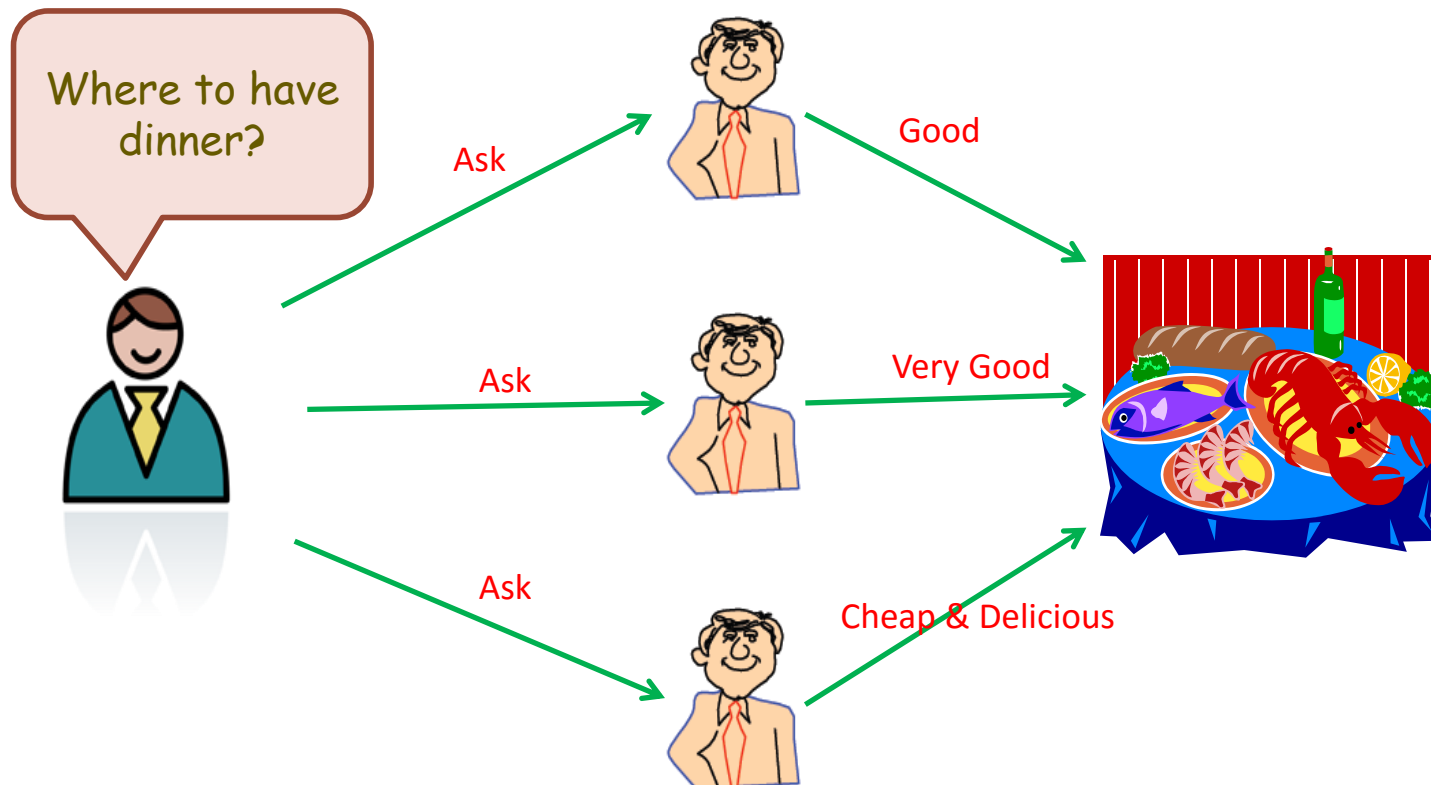 Where to have
dinner?
Ask
Good
Ask
Very Good
Ask
Cheap & Delicious